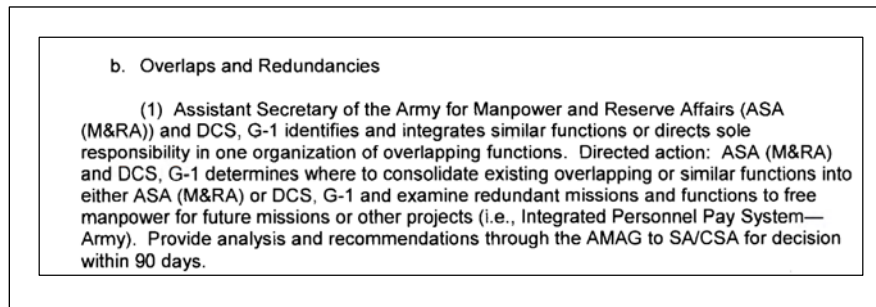 b. Overlaps and Redundancies
(1) Assistant Secretary of the Army for Manpower and Reserve Affairs (ASA
(M&RA)) and DCS, G-1 identifies and integrates similar functions or directs sole
responsibility in one organization of overlapping functions. Directed action: ASA (M&RA)
and DCS, G-1 determines where to consolidate existing overlapping or similar functions into
either ASA (M&RA) or DCS, G-1 and examine redundant missions and functions to free
manpower for future missions or other projects (i.e., Integrated Personnel Pay System—
Army). Provide analysis and recommendations through the AMAG to SA/CSA for decision
within 90 days.